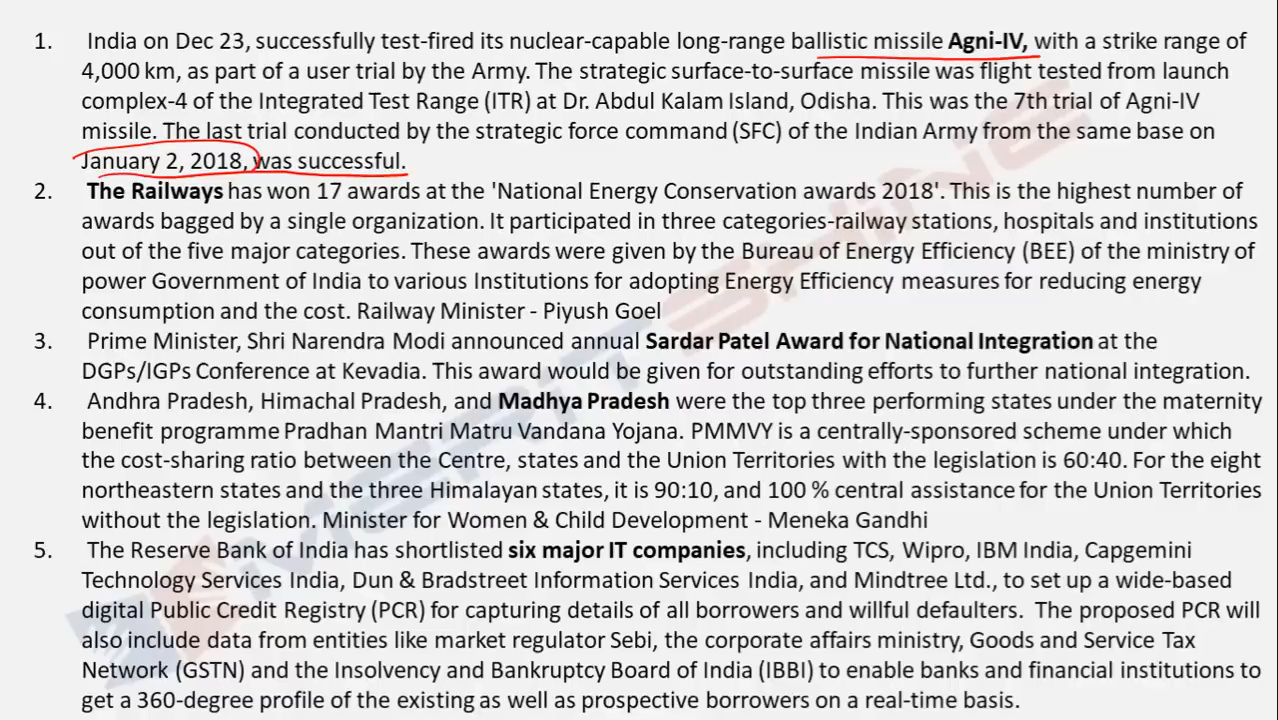 1. India on Dec 23, successfully test-fired its nuclear-capable long-range ballistic missile Agni-IV, with a strike range of
4,000 km, as part of a user trial by the Army. The strategic surface-to-surface missile was flight tested from launch
complex-4 of the Integrated Test Range (ITR) at Dr. Abdul Kalam Island, Odisha. This was the 7th trial of Agni-IV
missile. The last trial conducted by the strategic force command (SFC) of the Indian Army from the same base on
January 2, 2018, was successful.
2. The Railways has won 17 awards at the 'National Energy Conservation awards 2018'. This is the highest number of
awards bagged by a single organization. It participated in three categories-railway stations, hospitals and institutions
out of the five major categories. These awards were given by the Bureau of Energy Efficiency (BEE) of the ministry of
power Government of India to various Institutions for adopting Energy Efficiency measures for reducing energy
consumption and the cost. Railway Minister - Piyush Goel
3. Prime Minister, Shri Narendra Modi announced annual Sardar Patel Award for National Integration at the
DGPs/IGPs Conference at Kevadia. This award would be given for outstanding efforts to further national integration.
4. Andhra Pradesh, Himachal Pradesh, and Madhya Pradesh were the top three performing states under the maternity
benefit programme Pradhan Mantri Matru Vandana Yojana. PMMVY is a centrally-sponsored scheme under which
the cost-sharing ratio between the Centre, states and the Union Territories with the legislation is 60:40. For the eight
northeastern states and the three Himalayan states, it is 90:10, and 100 % central assistance for the Union Territories
without the legislation. Minister for Women & Child Development - Meneka Gandhi
5. The Reserve Bank of India has shortlisted six major IT companies, including TCS, Wipro, IBM India, Capgemini
Technology Services India, Dun & Bradstreet Information Services India, and Mindtree Ltd., to set up a wide-based
digital Public Credit Registry (PCR) for capturing details of all borrowers and willful defaulters. The proposed PCR will
also include data from entities like market regulator Sebi, the corporate affairs ministry, Goods and Service Tax
Network (GSTN) and the Insolvency and Bankruptcy Board of India (IBBI) to enable banks and financial institutions to
get a 360-degree profile of the existing as well as prospective borrowers on a real-time basis.